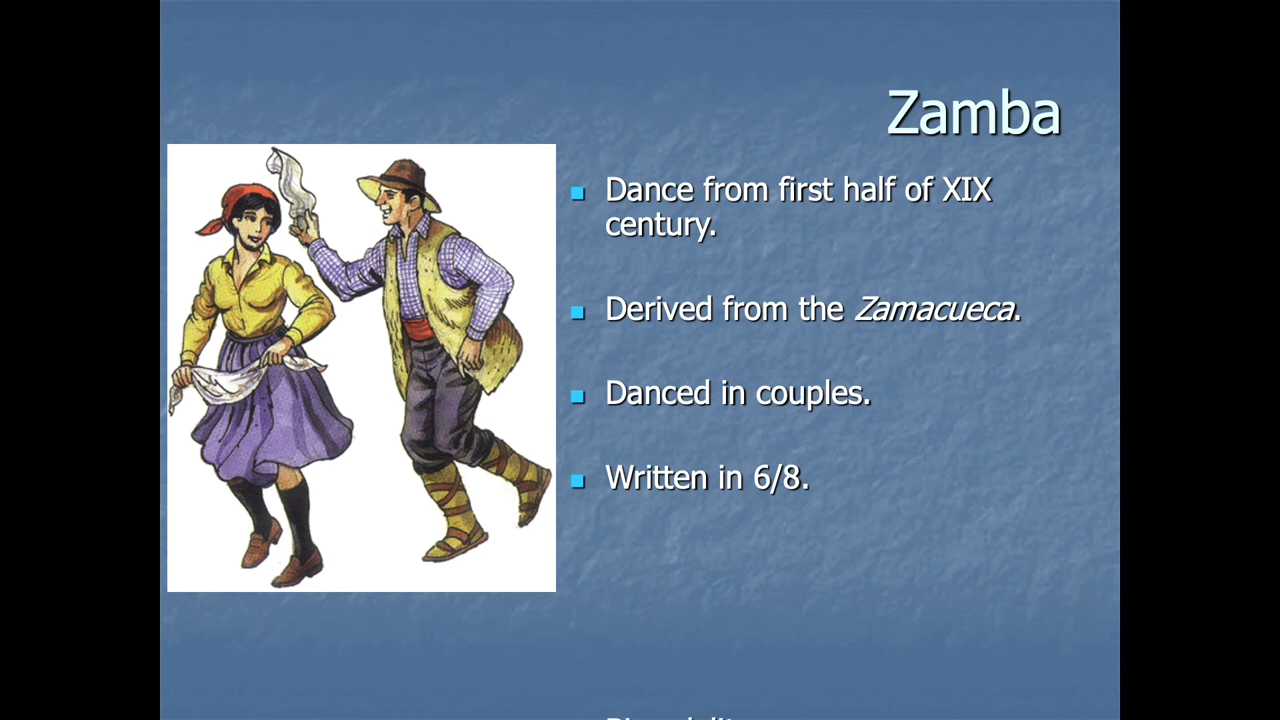 Zamba
Dance from first half of XIX
century.
Derived from the Zamacueca.
Danced in couples.
Written in 6/8.